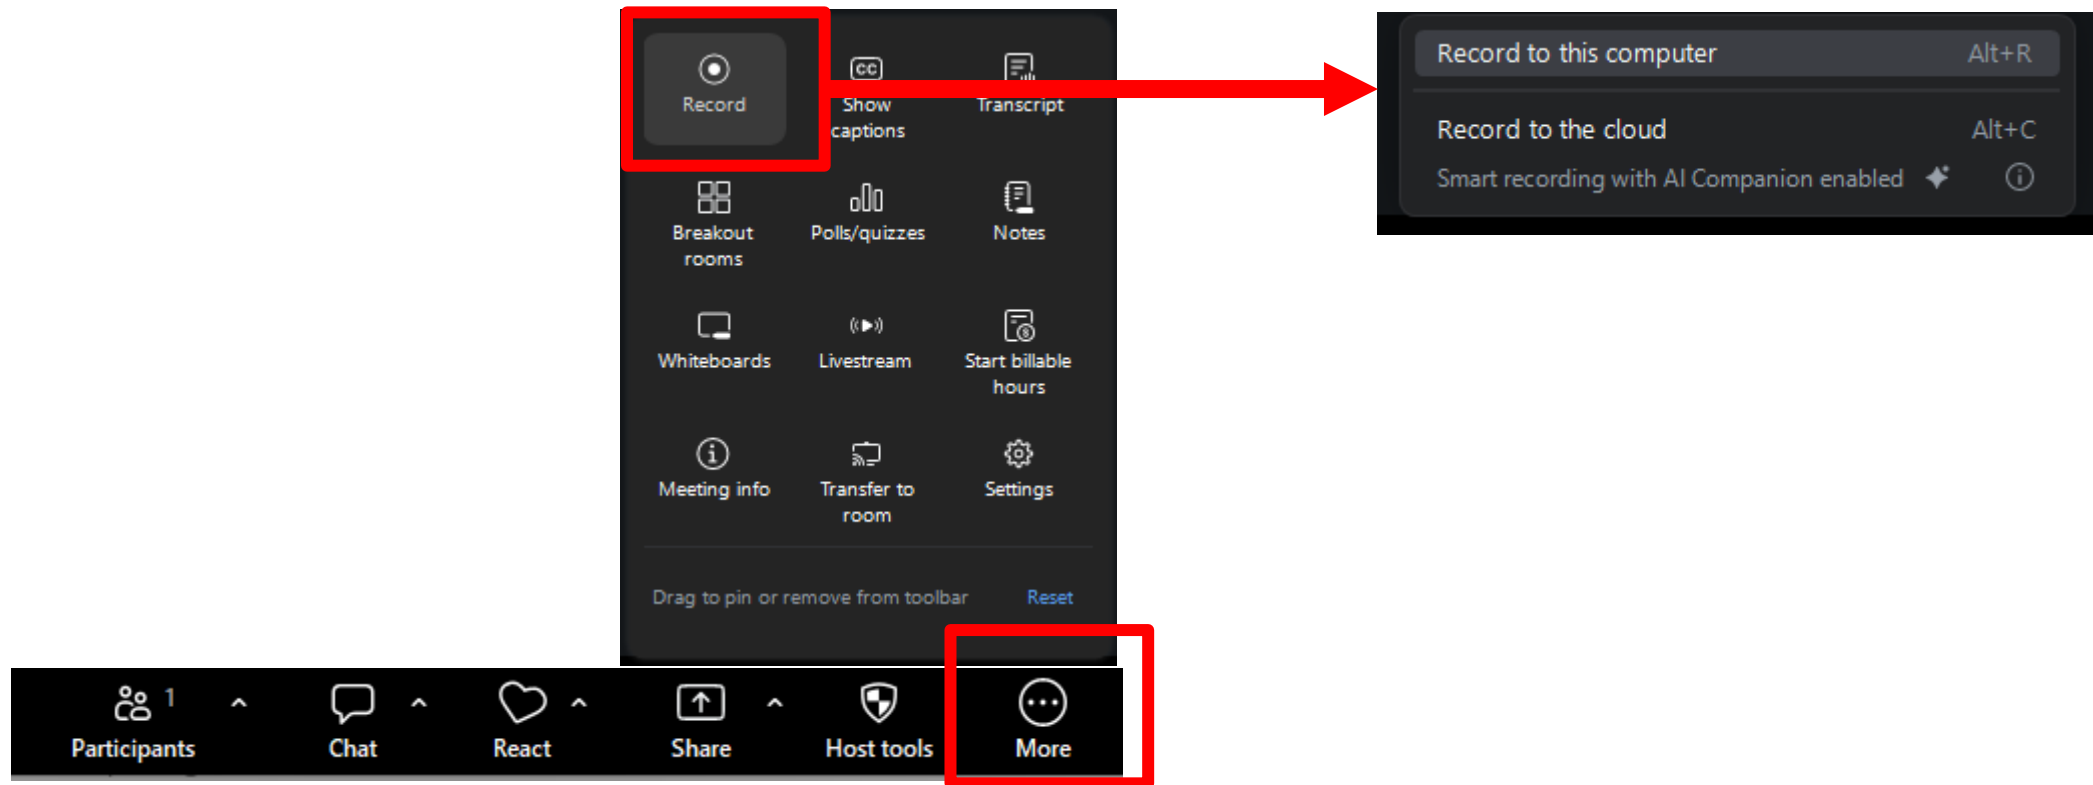 Record
CC
Show
captions
Transcript
Breakout
rooms
Polls/quizzes
Notes
Whiteboards
Livestream
Start billable
hours
Meeting info
Transfer to
room
Settings
Drag to pin or remove from toolbar Reset
Record to this computer Alt+R
Record to the cloud Alt+C
Smart recording with AI Companion enabled
1
Participants
Chat
React
Share
Host tools
More